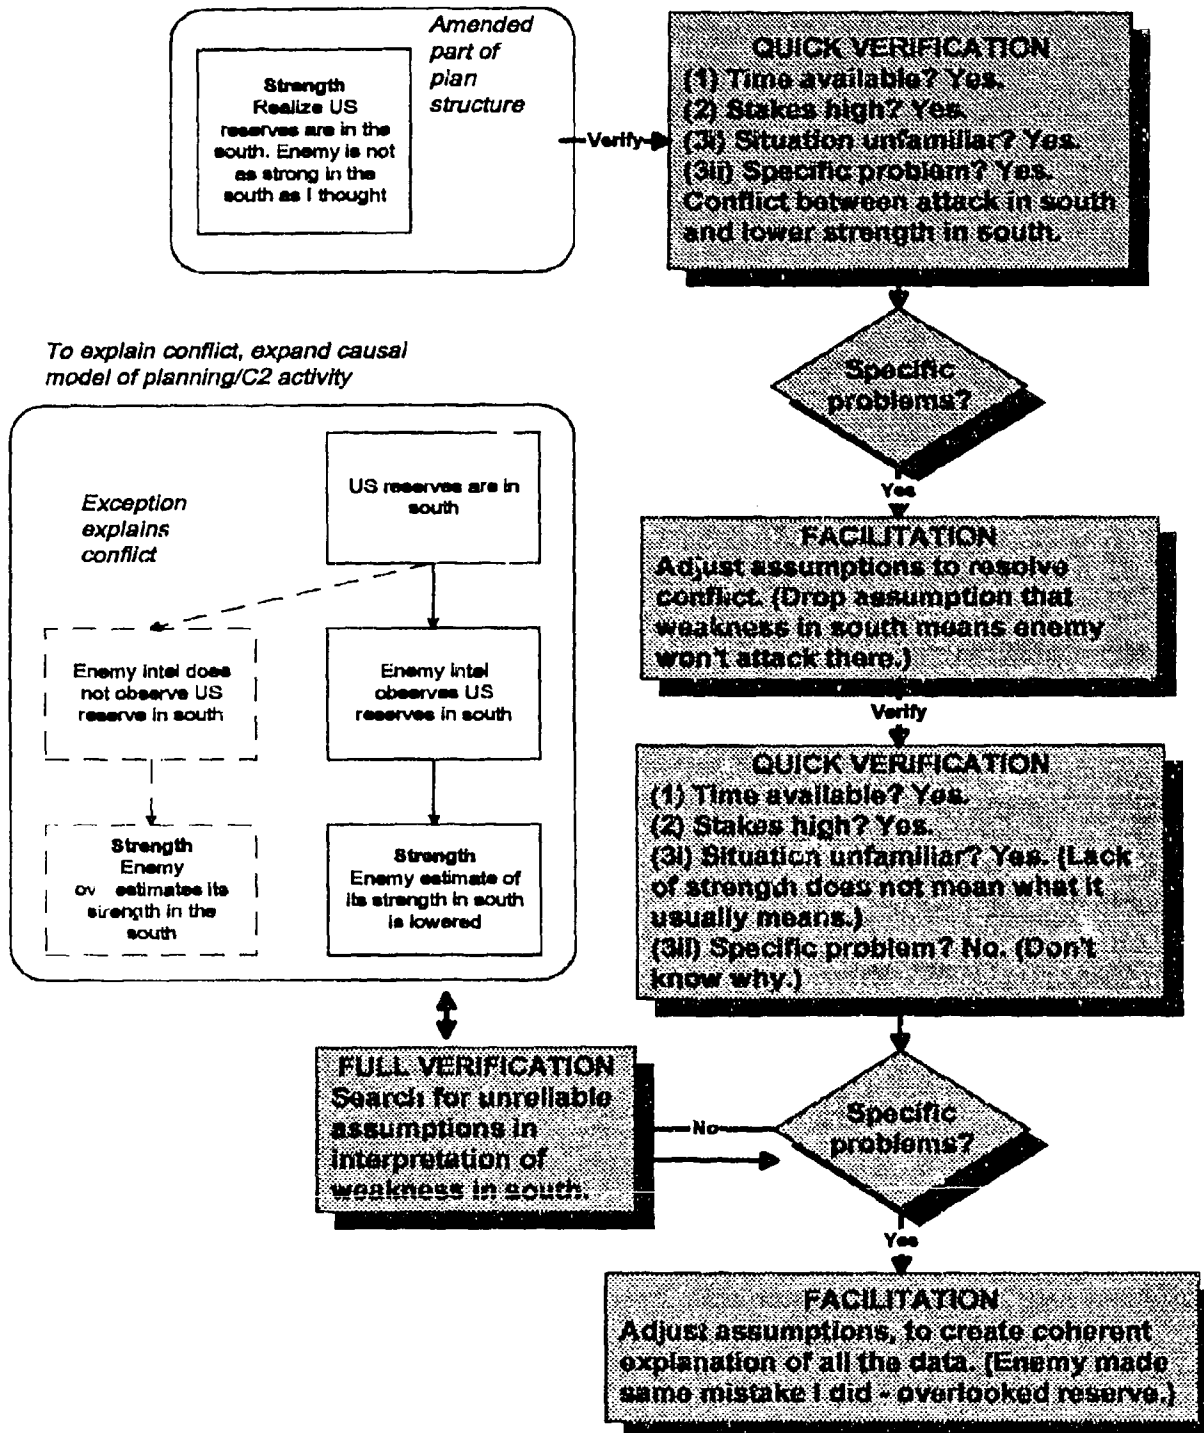 Amended
part of
plan
structure
Strength
Realize US
reserves are in the
south. Enemy is not
as strong in the
south as I thought
Verify
QUICK VERIFICATION
(1) Time available? Yes.
(2) Stakes high? Yes.
(3i) Situation unfamiliar? Yes.
(3ii) Specific problem? Yes.
Conflict between attack in south
and lower strength in south.
Specific
problems?
Yes
FACILITATION
Adjust assumptions to resolve
conflict. (Drop assumption that
weakness in south means enemy
won't attack there.)
Verify
QUICK VERIFICATION
(1) Time available? Yes.
(2) Stakes high? Yes.
(3i) Situation unfamiliar? Yes. (Lack
of strength does not mean what it
usually means.)
(3ii) Specific problem? No. (Don't
know why.)
Specific
problems?
No
Yes
FACILITATION
Adjust assumptions, to create coherent
explanation of all the data. (Enemy made
same mistake I did - overlooked reserve.)
To explain conflict, expand causal
model of planning/C2 activity
Exception
explains
conflict
US reserves are in
south
Enemy intel does
not observe US
reserve in south
Enemy intel
observes US
reserves in south
Strength
Enemy
ov estimates its
strength in the
south
Strength
Enemy estimate of
its strength in south
is lowered
FULL VERIFICATION
Search for unreliable
assumptions in
interpretation of
weakness in south.